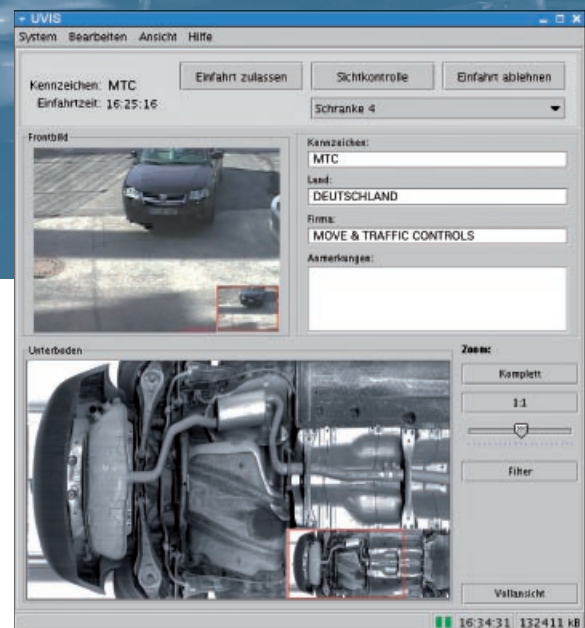 UVIS
System Bearbeiten Ansicht Hilfe
Kennzeichen: MTC
Einfahrtzeit: 16:25:16
Einfahrt zulassen
Sichtkontrolle
Einfahrt ablehnen
Schranke 4
Frontbild
Kennzeichen:
MTC
Land:
DEUTSCHLAND
Firma:
MOVE & TRAFFIC CONTROLS
Anmerkungen:
Unterboden
Zoom:
Komplett
1:1
Filter
Vollansicht
16:34:31 132411 kB